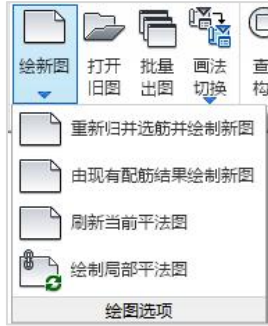 绘新图 打开旧图 批量出图 画法切换 查
重新归并选筋并绘制新图
由现有配筋结果绘制新图
刷新当前平法图
绘制局部平法图
绘图选项